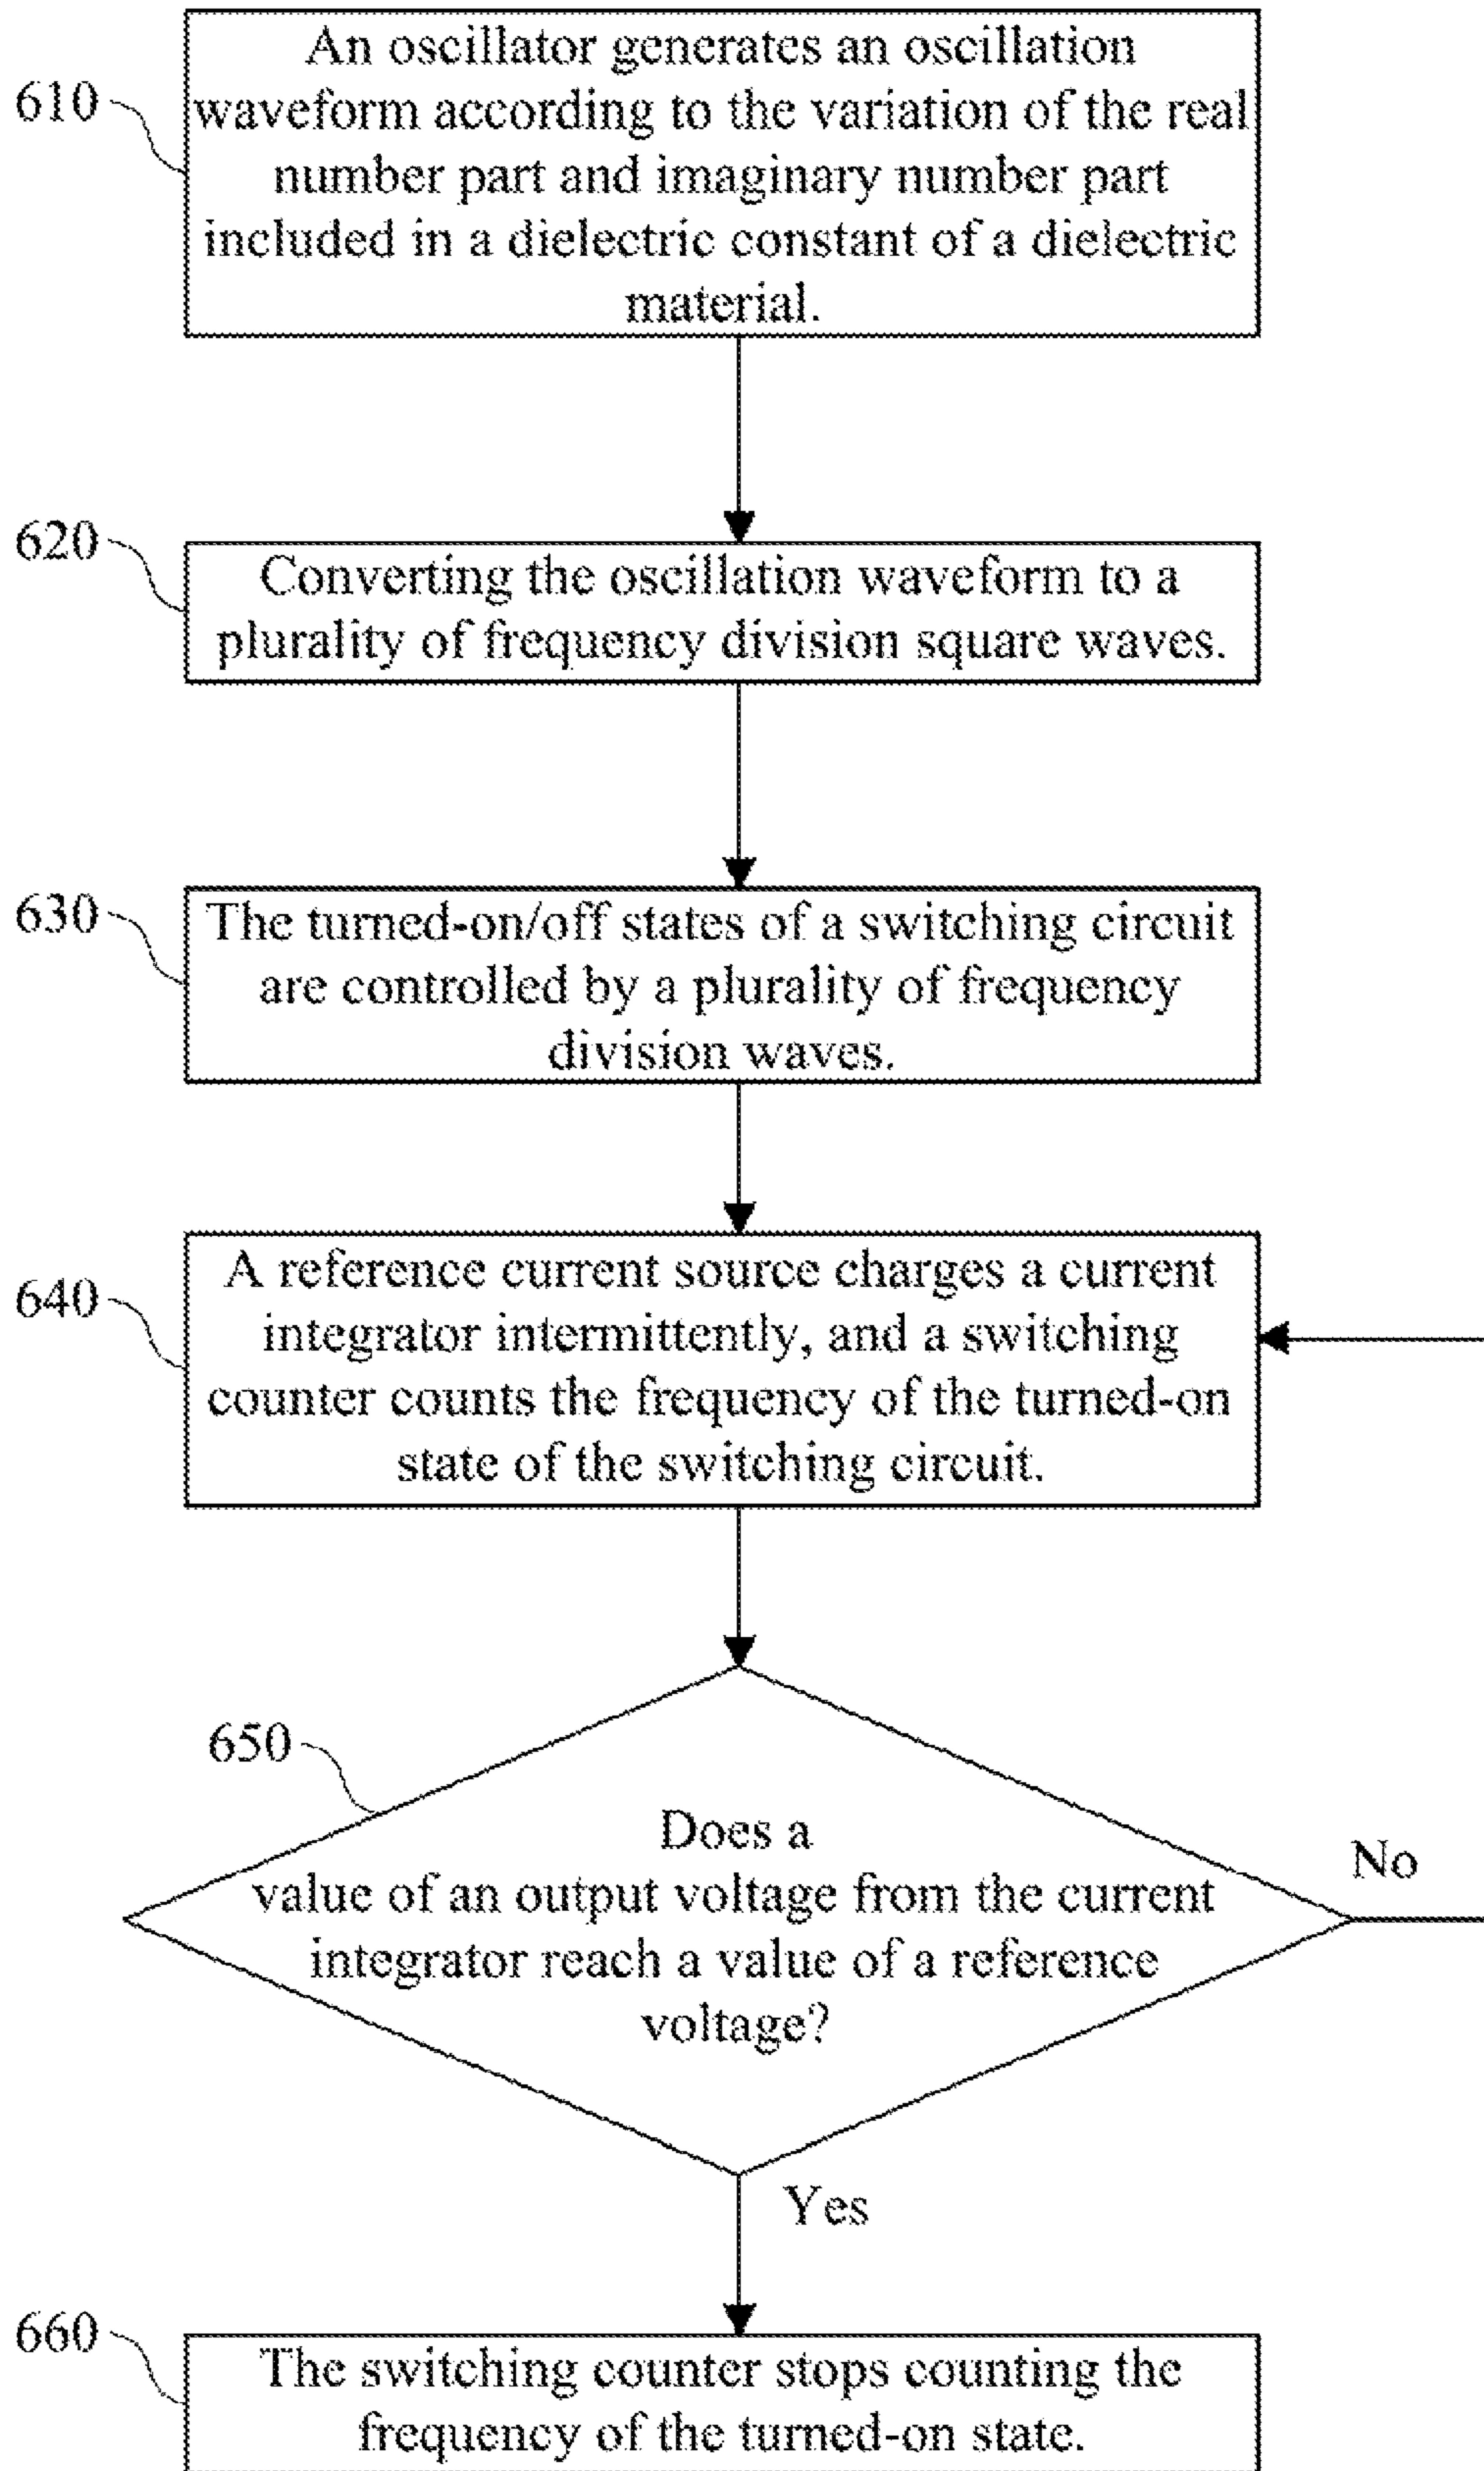 An oscillator generates an oscillation
610
waveform according to the variation of the real
number part and imaginary number part
included in a dielectric constant of a dielectric
material.
620
Converting the oscillation waveform to a
plurality of frequency division square waves.
630
The turned-on/off states of a switching circuit
are controlled by a plurality of frequency
division waves.
640
A reference current source charges a current
integrator intermittently, and a switching
counter counts the frequency of the turned-on
state of the switching circuit.
650
Does a
value of an output voltage from the current
integrator reach a value of a reference
voltage?
No
Yes
660
The switching counter stops counting the
frequency of the turned-on state.